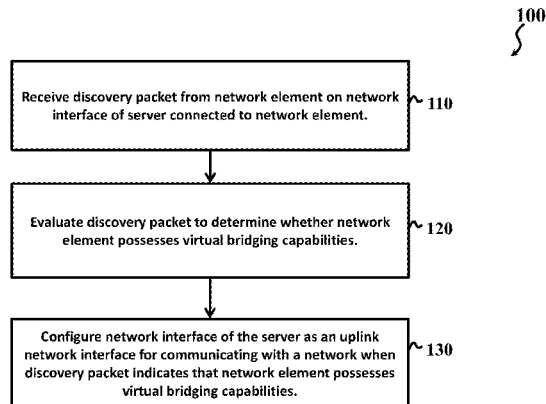 100
Receive discovery packet from network element on network
interface of server connected to network element.
110
Evaluate discovery packet to determine whether network
element possesses virtual bridging capabilities.
120
Configure network interface of the server as an uplink
network interface for communicating with a network when
discovery packet indicates that network element possesses
virtual bridging capabilities.
130